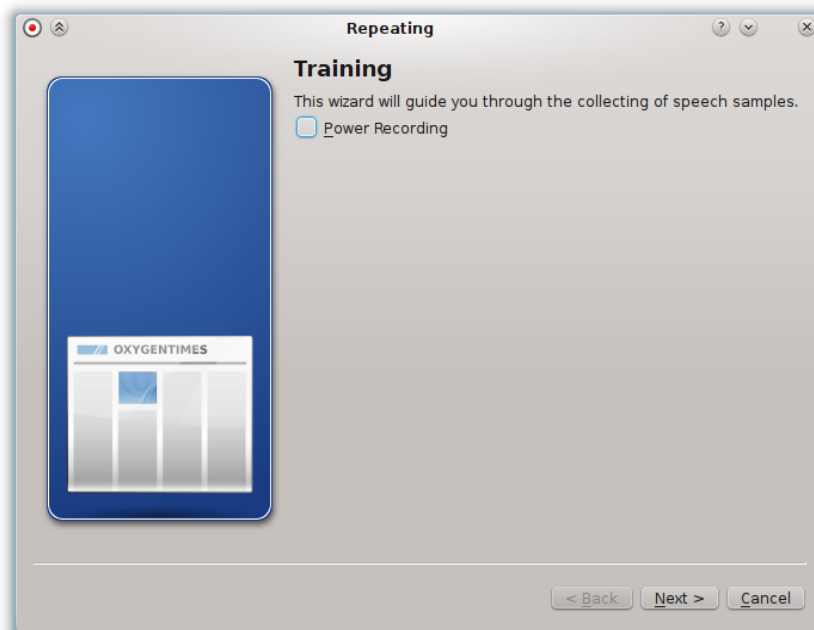 Repeating
Training
This wizard will guide you through the collecting of speech samples.
Power Recording
OXYGENTIMES
< Back Next > Cancel